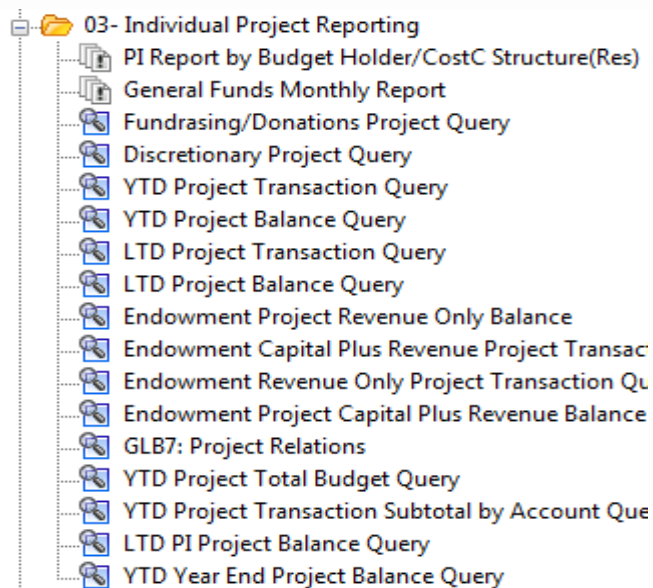 03- Individual Project Reporting
PI Report by Budget Holder/CostC Structure(Res)
General Funds Monthly Report
Fundrasing/Donations Project Query
Discretionary Project Query
YTD Project Transaction Query
YTD Project Balance Query
LTD Project Transaction Query
LTD Project Balance Query
Endowment Project Revenue Only Balance
Endowment Capital Plus Revenue Project Transac
Endowment Revenue Only Project Transaction Qu
Endowment Project Capital Plus Revenue Balance
GLB7: Project Relations
YTD Project Total Budget Query
YTD Project Transaction Subtotal by Account Que
LTD PI Project Balance Query
YTD Year End Project Balance Query